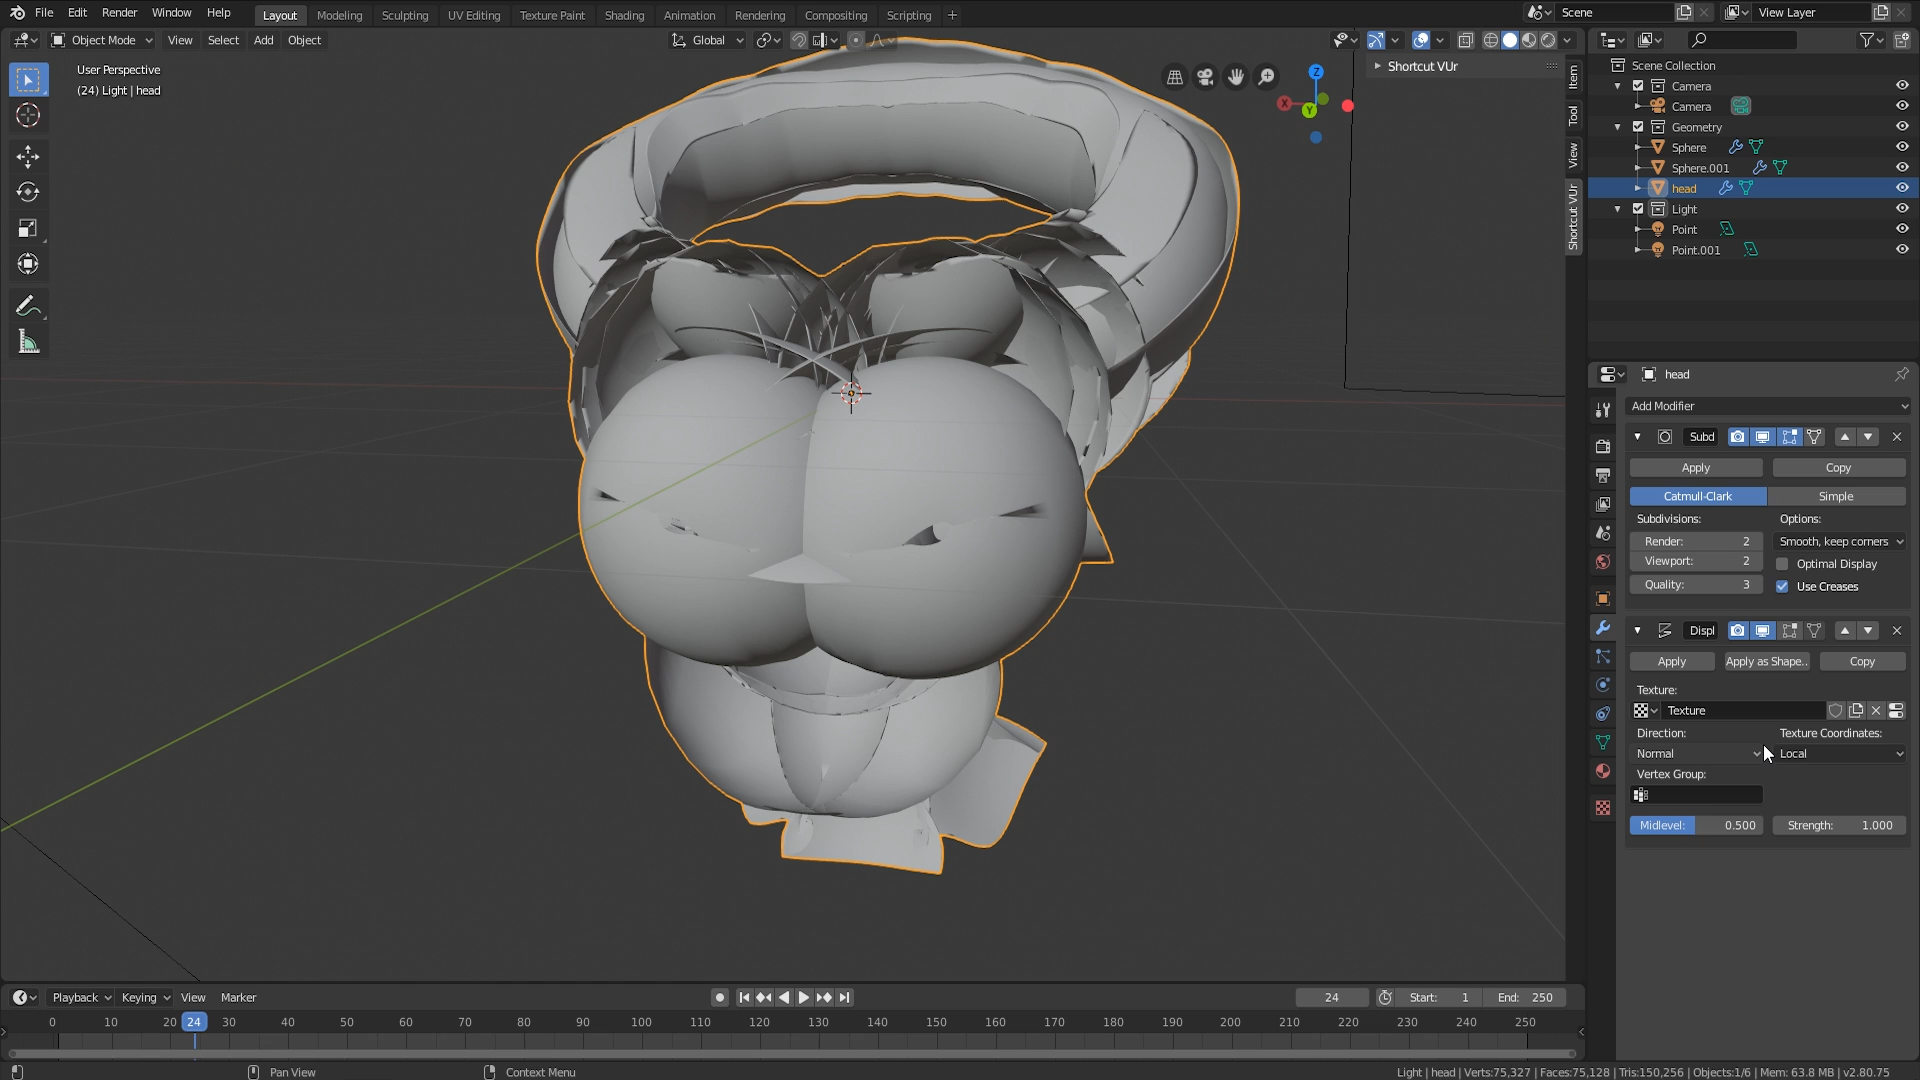 File Edit Render Window Help
Layout Modeling Sculpting UV Editing Texture Paint Shading Animation Rendering Compositing Scripting +
Scene
View Layer
Object Mode View Select Add Object
Global
User Perspective
(24) Light | head
Z
X
Y
Shortcut VUr
Item
Tool
View
Shortcut VUr
Scene Collection
Camera
Camera
Geometry
Sphere
Sphere.001
head
Light
Point
Point.001
head
Add Modifier
Subd
Apply Copy
Catmull-Clark Simple
Subdivisions: Options:
Render: 2 Smooth, keep corners
Viewport: 2 Optimal Display
Quality: 3 Use Creases
Displ
Apply Apply as Shape.. Copy
Texture:
Texture
Direction: Texture Coordinates:
Normal Local
Vertex Group:
Midlevel: 0.500 Strength: 1.000
Playback Keying View Marker
24 Start: 1 End: 250
0 10 20 24 30 40 50 60 70 80 90 100 110 120 130 140 150 160 170 180 190 200 210 220 230 240 250
Pan View Context Menu
Light | head | Verts:75,327 | Faces:75,128 | Tris:150,256 | Objects:1/6 | Mem: 63.8 MB | v2.80.75